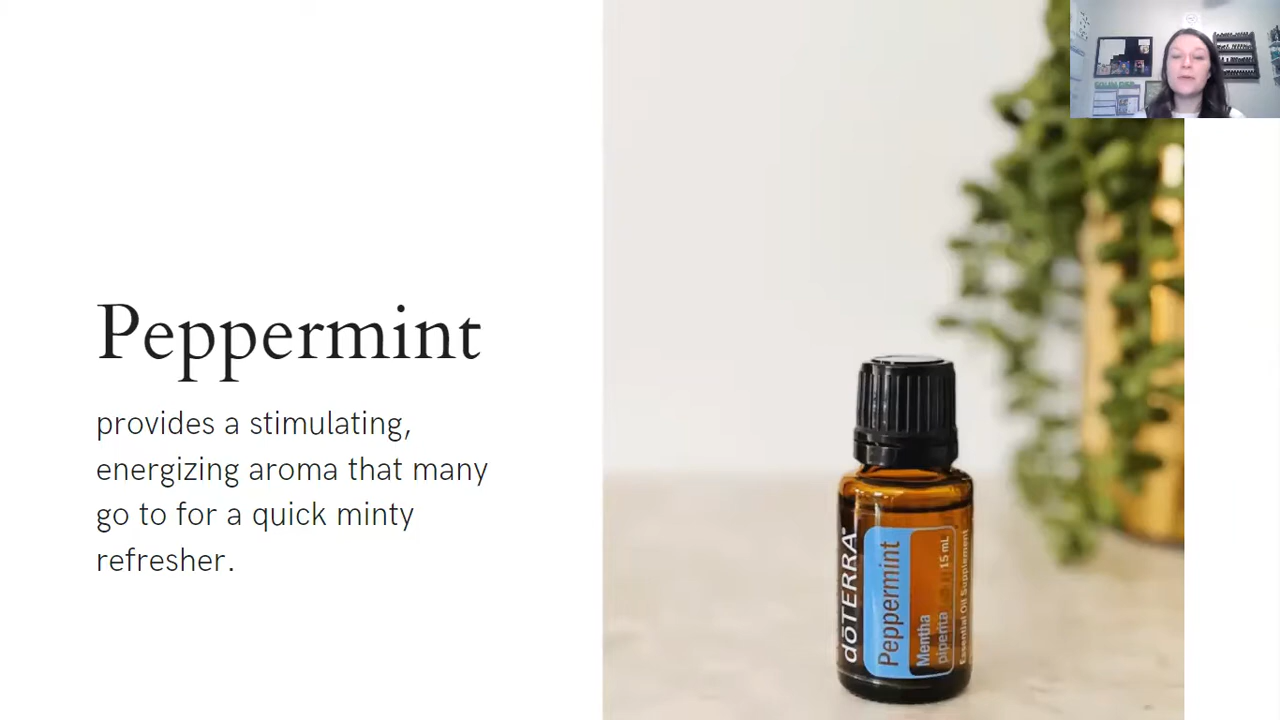 Peppermint
provides a stimulating,
energizing aroma that many
go to for a quick minty
refresher.
dōTERRA
Peppermint
Mentha
piperita
15 mL
Essential Oil Supplement